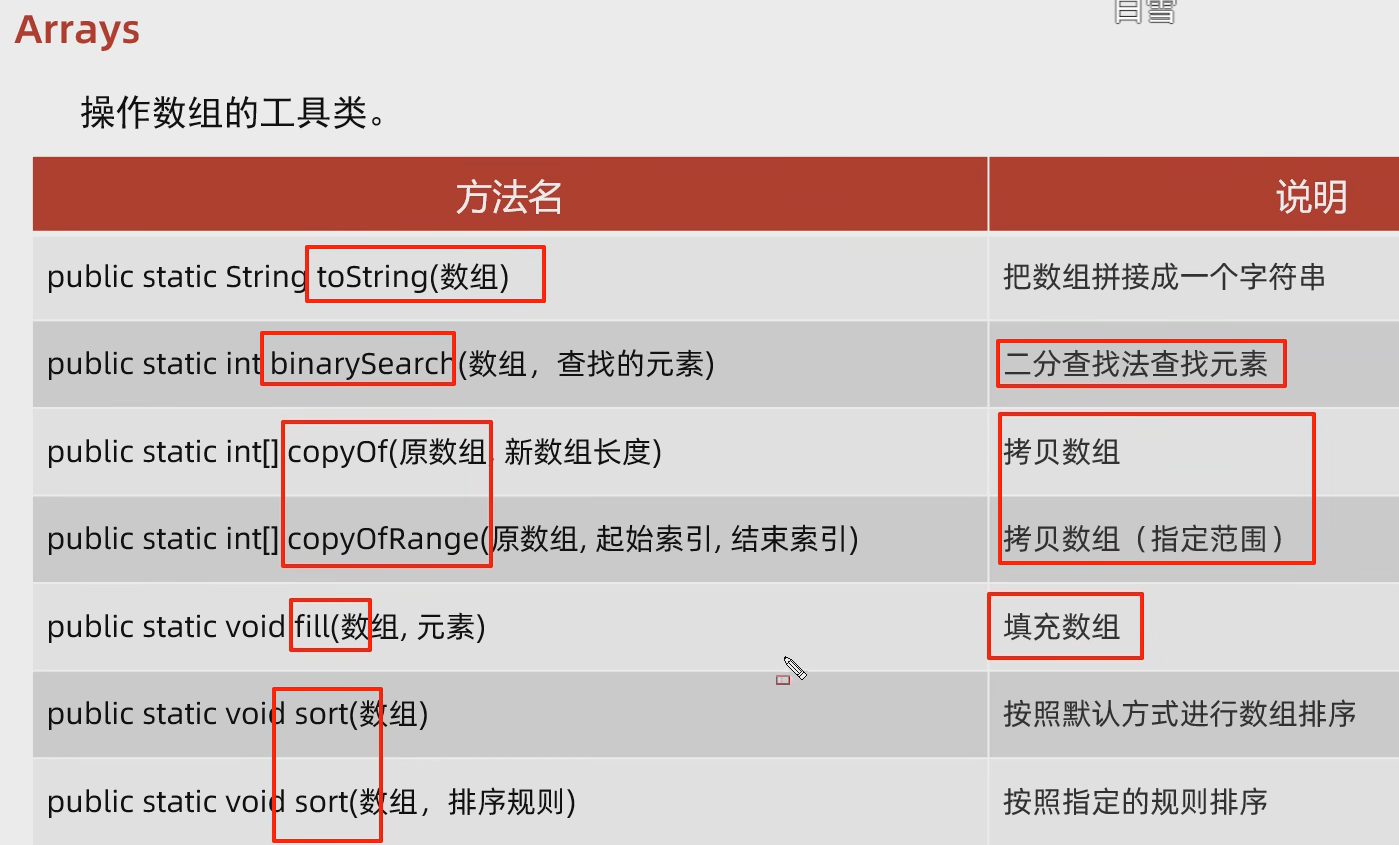 Arrays
操作数组的工具类。
方法名 说明
public static String toString(数组) 把数组拼接成一个字符串
public static int binarySearch(数组，查找的元素) 二分查找法查找元素
public static int[] copyOf(原数组, 新数组长度) 拷贝数组
public static int[] copyOfRange(原数组, 起始索引, 结束索引) 拷贝数组（指定范围）
public static void fill(数组, 元素) 填充数组
public static void sort(数组) 按照默认方式进行数组排序
public static void sort(数组，排序规则) 按照指定的规则排序